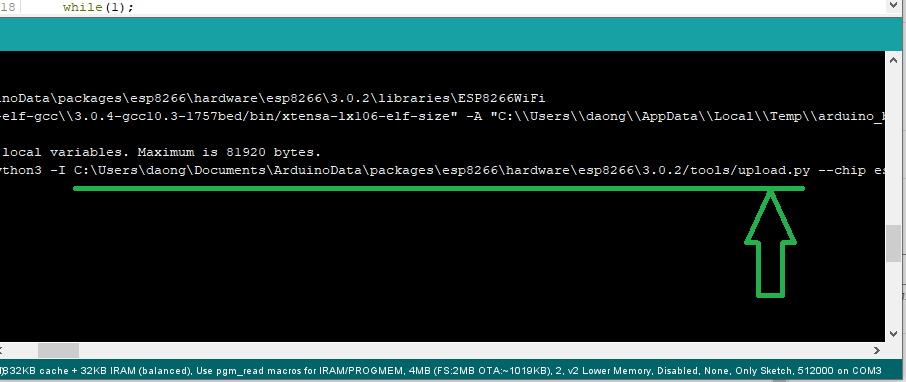 18 while(1);
inoData\packages\esp8266\hardware\esp8266\3.0.2\libraries\ESP8266WiFi
-elf-gcc\\3.0.4-gcc10.3-1757bed/bin/xtensa-lx106-elf-size" -A "C:\\Users\\daong\\AppData\\Local\\Temp\\arduino_b
local variables. Maximum is 81920 bytes.
ython3 -I C:\Users\daong\Documents\ArduinoData\packages\esp8266\hardware\esp8266\3.0.2/tools/upload.py --chip es
32KB cache + 32KB IRAM (balanced), Use pgm_read macros for IRAM/PROGMEM, 4MB (FS:2MB OTA:~1019KB), 2, v2 Lower Memory, Disabled, None, Only Sketch, 512000 on COM3